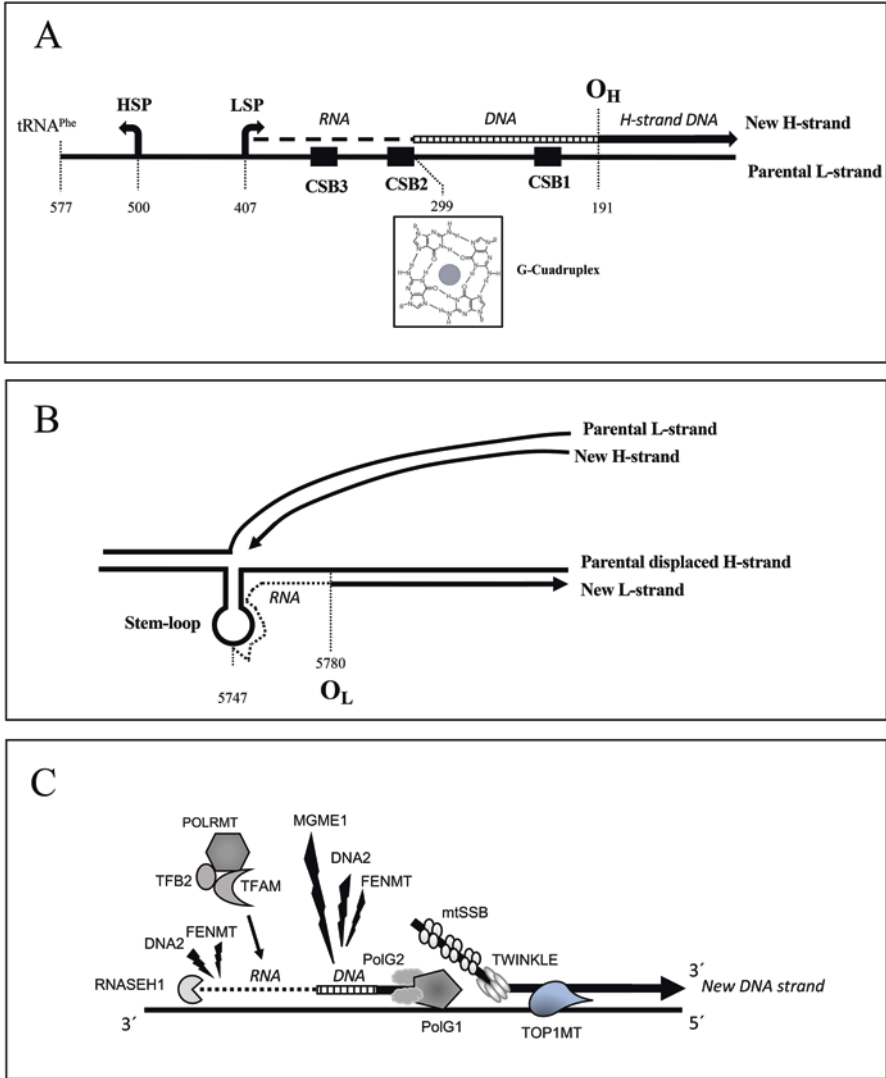 A
O_H
HSP
LSP
RNA
DNA
H-strand DNA
New H-strand
tRNA^Phe
Parental L-strand
CSB3
CSB2
CSB1
577
500
407
299
191
G-Cuadruplex
B
Parental L-strand
New H-strand
Parental displaced H-strand
New L-strand
RNA
Stem-loop
5780
5747
O_L
C
POLRMT
MGME1
TFB2
TFAM
DNA2
FENMT
mtSSB
FENMT
DNA2
PolG2
TWINKLE
RNASEH1
RNA
DNA
3´
New DNA strand
3´
PolG1
TOP1MT
5´